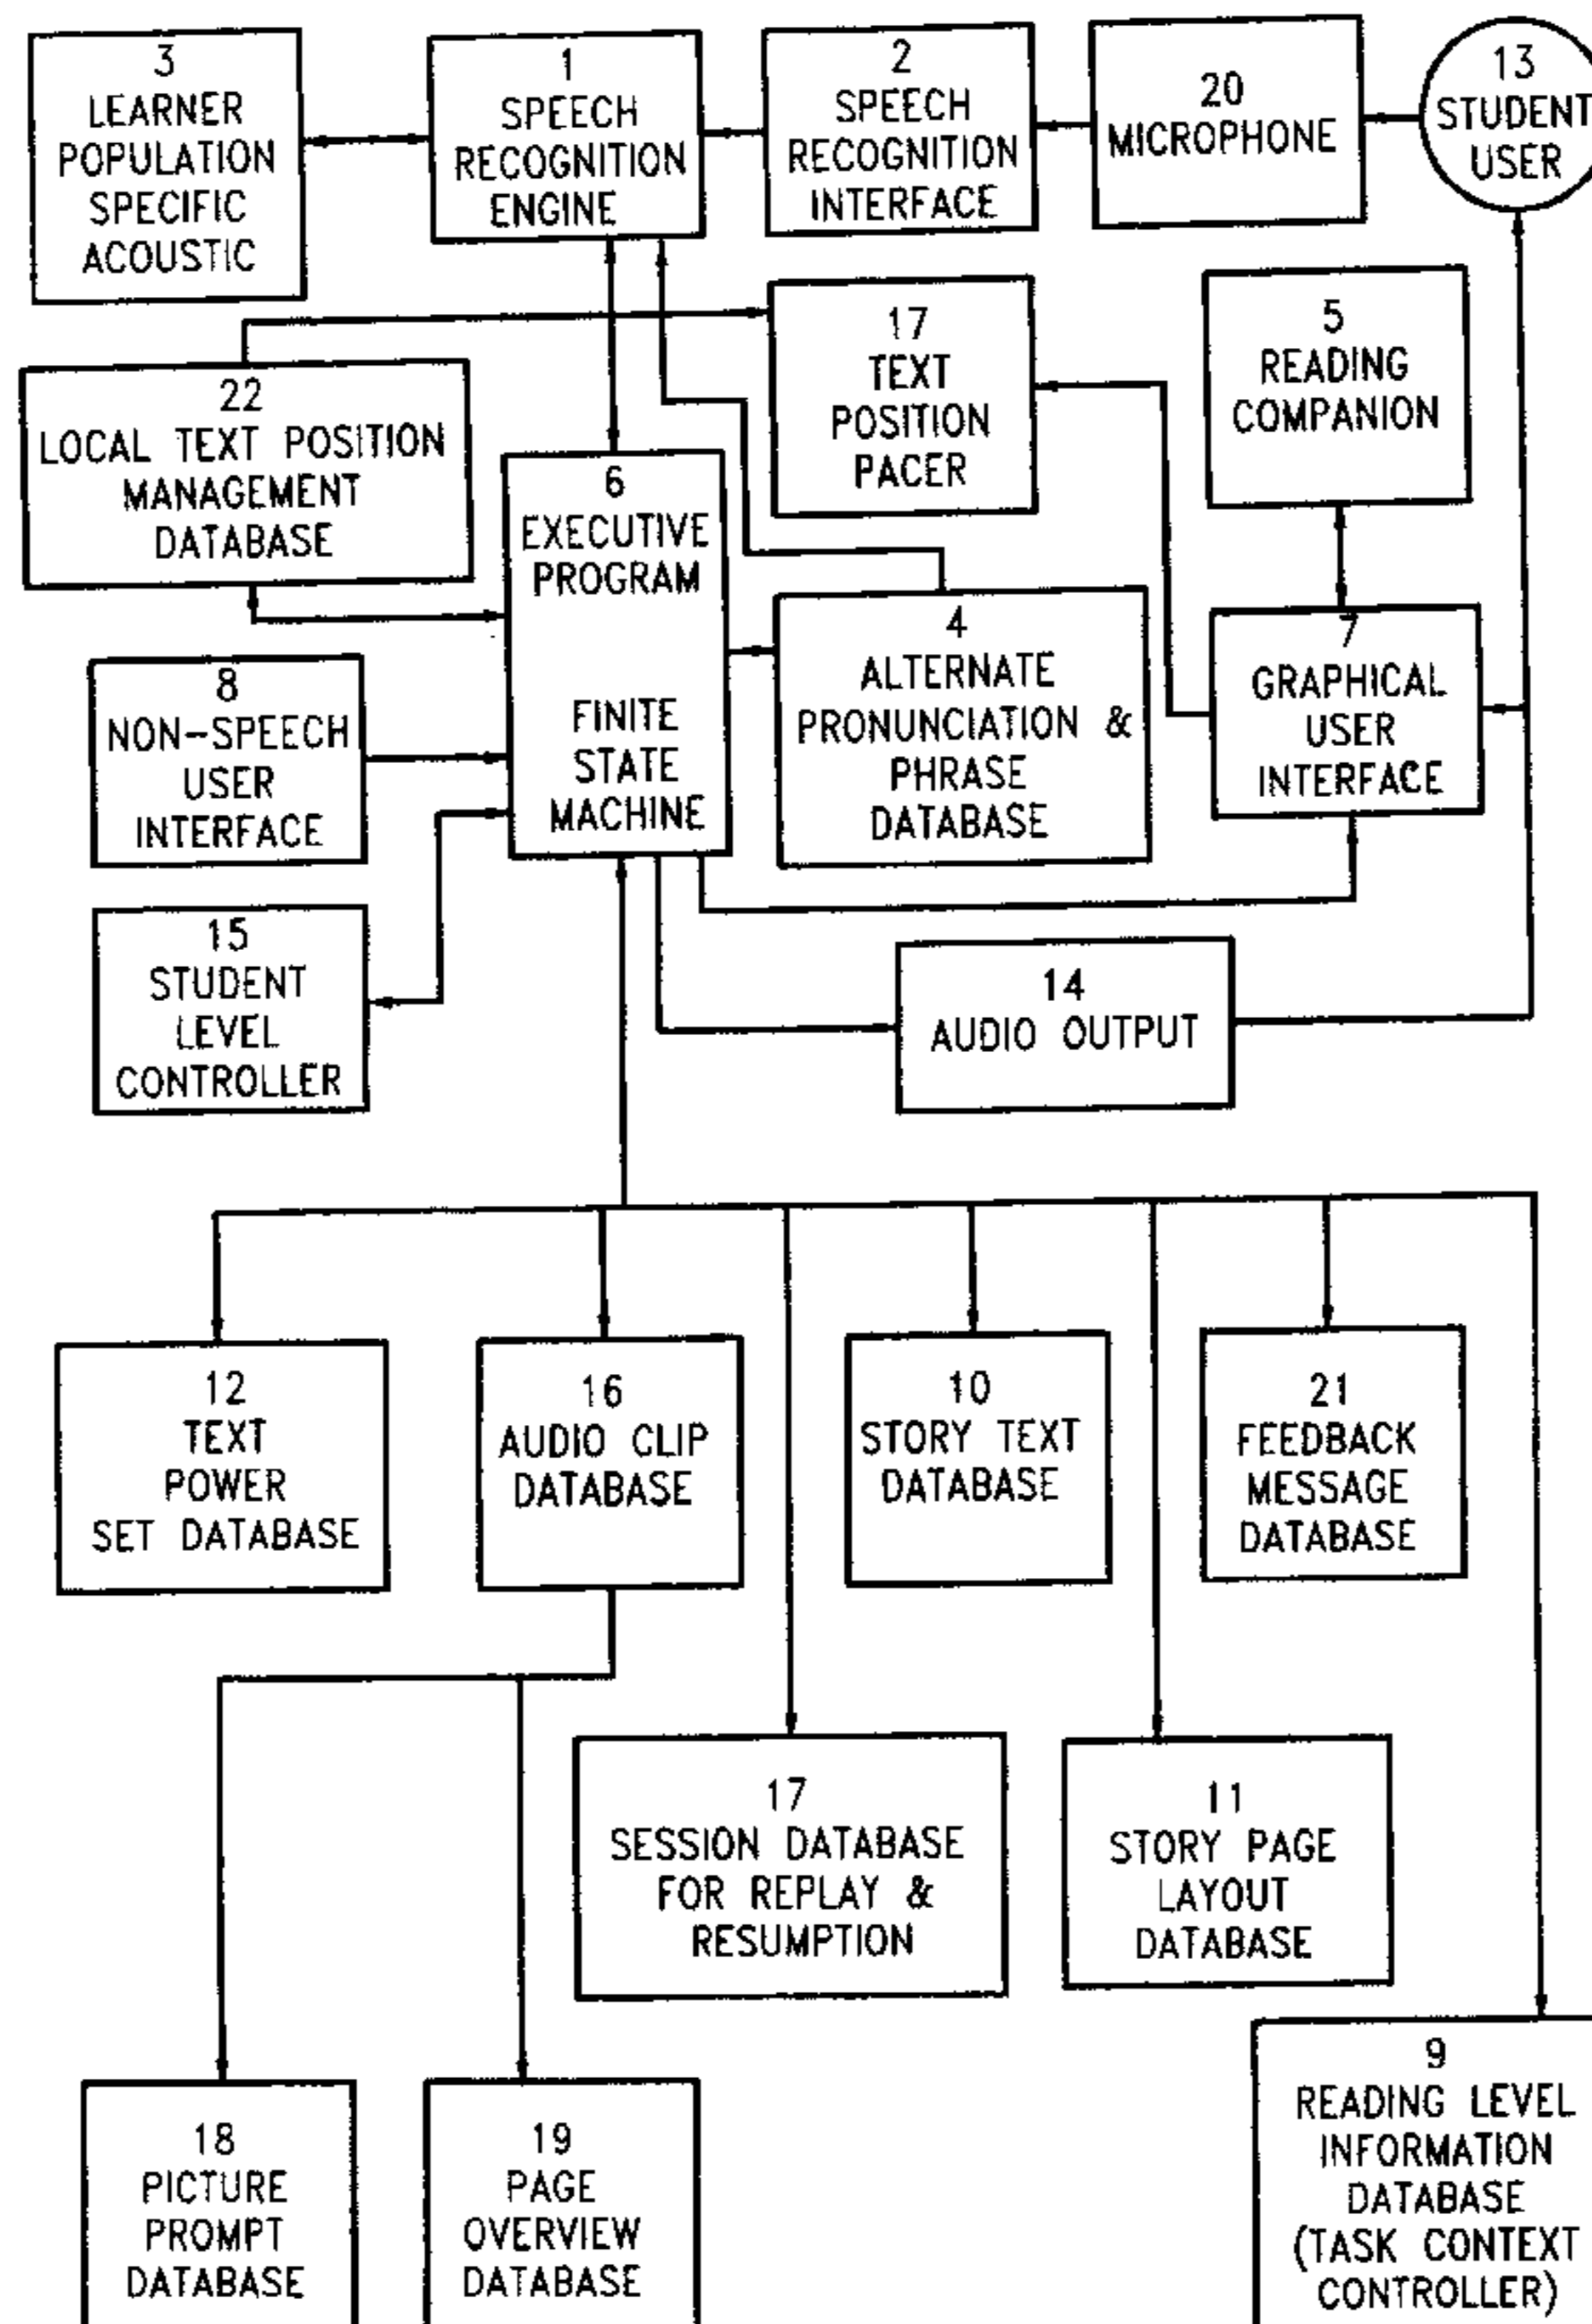 3
LEARNER
POPULATION
SPECIFIC
ACOUSTIC
1
SPEECH
RECOGNITION
ENGINE
2
SPEECH
RECOGNITION
INTERFACE
20
MICROPHONE
13
STUDENT
USER
22
LOCAL TEXT POSITION
MANAGEMENT
DATABASE
17
TEXT
POSITION
PACER
5
READING
COMPANION
6
EXECUTIVE
PROGRAM
FINITE
STATE
MACHINE
4
ALTERNATE
PRONUNCIATION &
PHRASE
DATABASE
7
GRAPHICAL
USER
INTERFACE
8
NON-SPEECH
USER
INTERFACE
15
STUDENT
LEVEL
CONTROLLER
14
AUDIO OUTPUT
12
TEXT
POWER
SET DATABASE
16
AUDIO CLIP
DATABASE
10
STORY TEXT
DATABASE
21
FEEDBACK
MESSAGE
DATABASE
17
SESSION DATABASE
FOR REPLAY &
RESUMPTION
11
STORY PAGE
LAYOUT
DATABASE
18
PICTURE
PROMPT
DATABASE
19
PAGE
OVERVIEW
DATABASE
9
READING LEVEL
INFORMATION
DATABASE
(TASK CONTEXT
CONTROLLER)